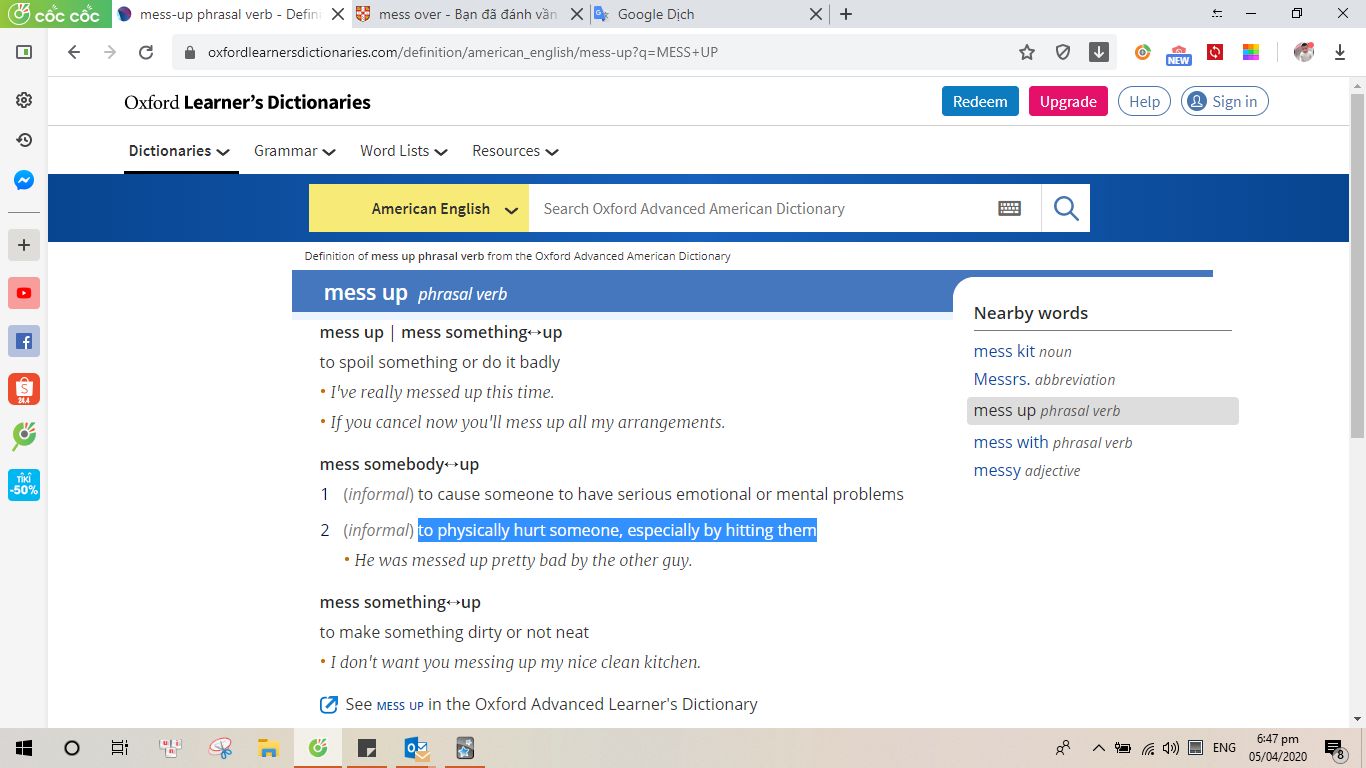 cốc cốc
mess-up phrasal verb - Defini
mess over - Bạn đã đánh vần
Google Dịch
oxfordlearnersdictionaries.com/definition/american_english/mess-up?q=MESS+UP
NEW
Oxford Learner's Dictionaries
Redeem
Upgrade
Help
Sign in
Dictionaries
Grammar
Word Lists
Resources
American English
Search Oxford Advanced American Dictionary
Definition of mess up phrasal verb from the Oxford Advanced American Dictionary
mess up phrasal verb
mess up | mess something↔up
to spoil something or do it badly
• I've really messed up this time.
• If you cancel now you'll mess up all my arrangements.
mess somebody↔up
1 (informal) to cause someone to have serious emotional or mental problems
2 (informal) to physically hurt someone, especially by hitting them
• He was messed up pretty bad by the other guy.
mess something↔up
to make something dirty or not neat
• I don't want you messing up my nice clean kitchen.
See MESS UP in the Oxford Advanced Learner's Dictionary
Nearby words
mess kit noun
Messrs. abbreviation
mess up phrasal verb
mess with phrasal verb
messy adjective
24.4
TIKI
-50%
ENG
6:47 pm
05/04/2020
8